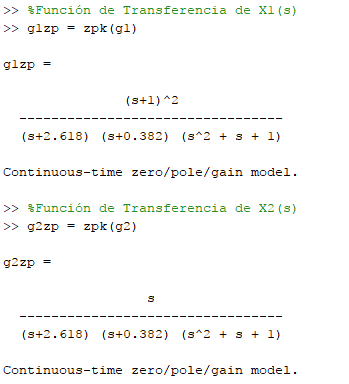 >> %Función de Transferencia de X1(s)
>> g1zp = zpk(g1)
g1zp =
(s+1)^2
---------------------------------
(s+2.618) (s+0.382) (s^2 + s + 1)
Continuous-time zero/pole/gain model.
>> %Función de Transferencia de X2(s)
>> g2zp = zpk(g2)
g2zp =
s
---------------------------------
(s+2.618) (s+0.382) (s^2 + s + 1)
Continuous-time zero/pole/gain model.